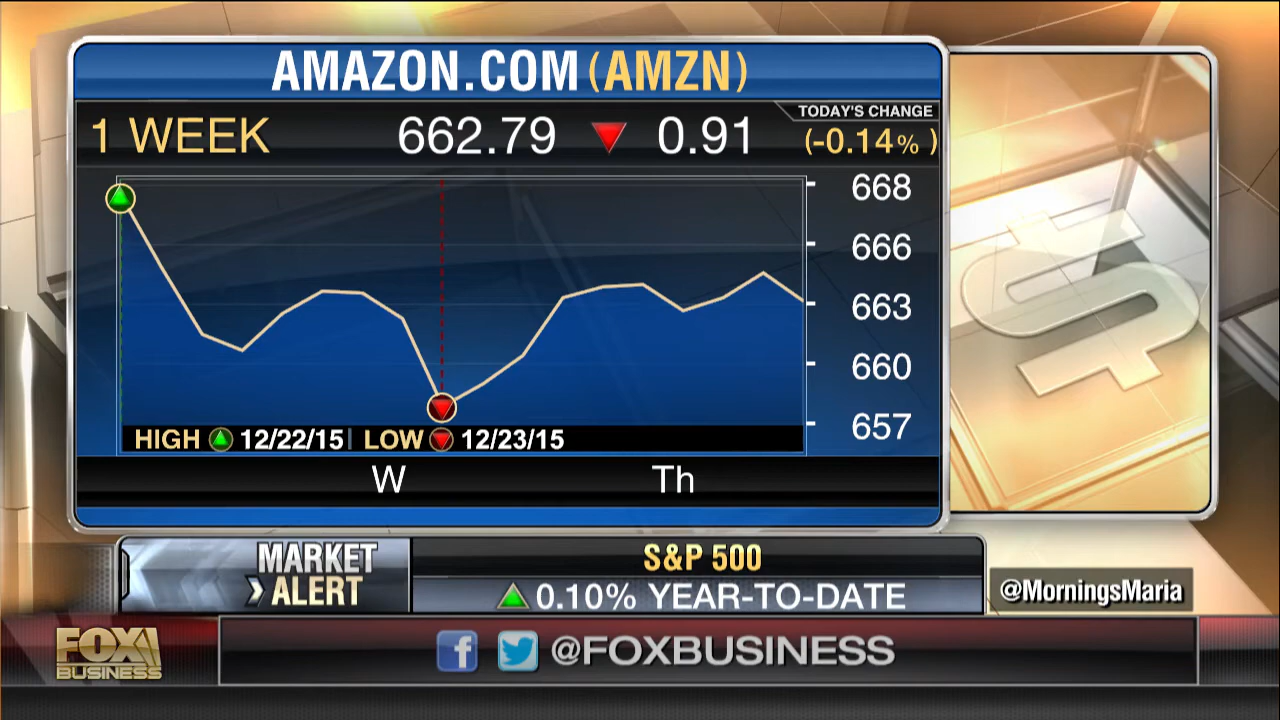 AMAZON.COM (AMZN)
1 WEEK 662.79 0.91 TODAY'S CHANGE (-0.14%)
668
666
663
660
657
HIGH 12/22/15 LOW 12/23/15
W Th
MARKET ALERT
S&P 500
0.10% YEAR-TO-DATE
@MorningsMaria
FOX BUSINESS
@FOXBUSINESS